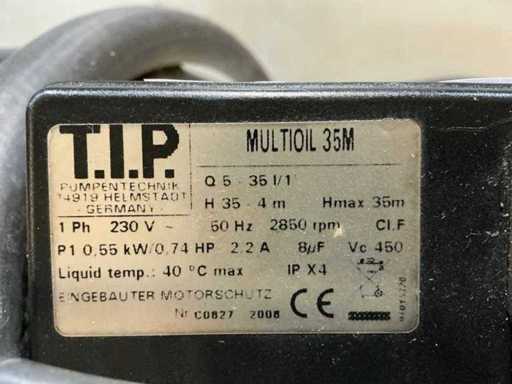 T.I.P.
PUMPENTECHNIK
74919 HELMSTADT
- GERMANY -
MULTIOIL 35M
Q 5 - 35 l/1'
H 35 - 4 m Hmax 35m
1 Ph 230 V ~ 50 Hz 2850 rpm Cl.F
P1 0,55 kW/0,74 HP 2.2 A 8µF Vc 450
Liquid temp.: 40 °C max IP X4
EINGEBAUTER MOTORSCHUTZ CE
Nr. C0827 2008